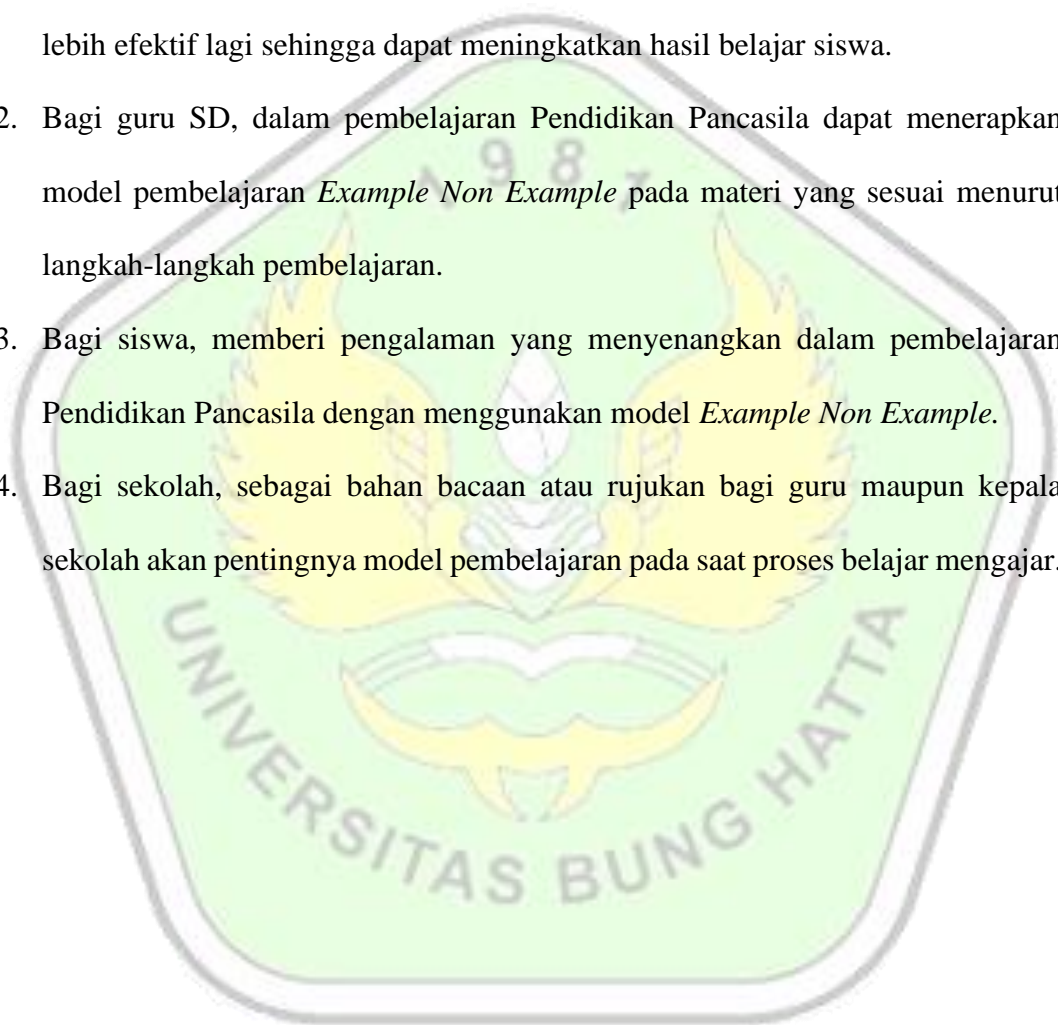 lebih efektif lagi sehingga dapat meningkatkan hasil belajar siswa.
2. Bagi guru SD, dalam pembelajaran Pendidikan Pancasila dapat menerapkan
model pembelajaran Example Non Example pada materi yang sesuai menurut
langkah-langkah pembelajaran.
3. Bagi siswa, memberi pengalaman yang menyenangkan dalam pembelajaran
Pendidikan Pancasila dengan menggunakan model Example Non Example.
4. Bagi sekolah, sebagai bahan bacaan atau rujukan bagi guru maupun kepala
sekolah akan pentingnya model pembelajaran pada saat proses belajar mengajar.
1981
UNIVERSITAS BUNG HATTA